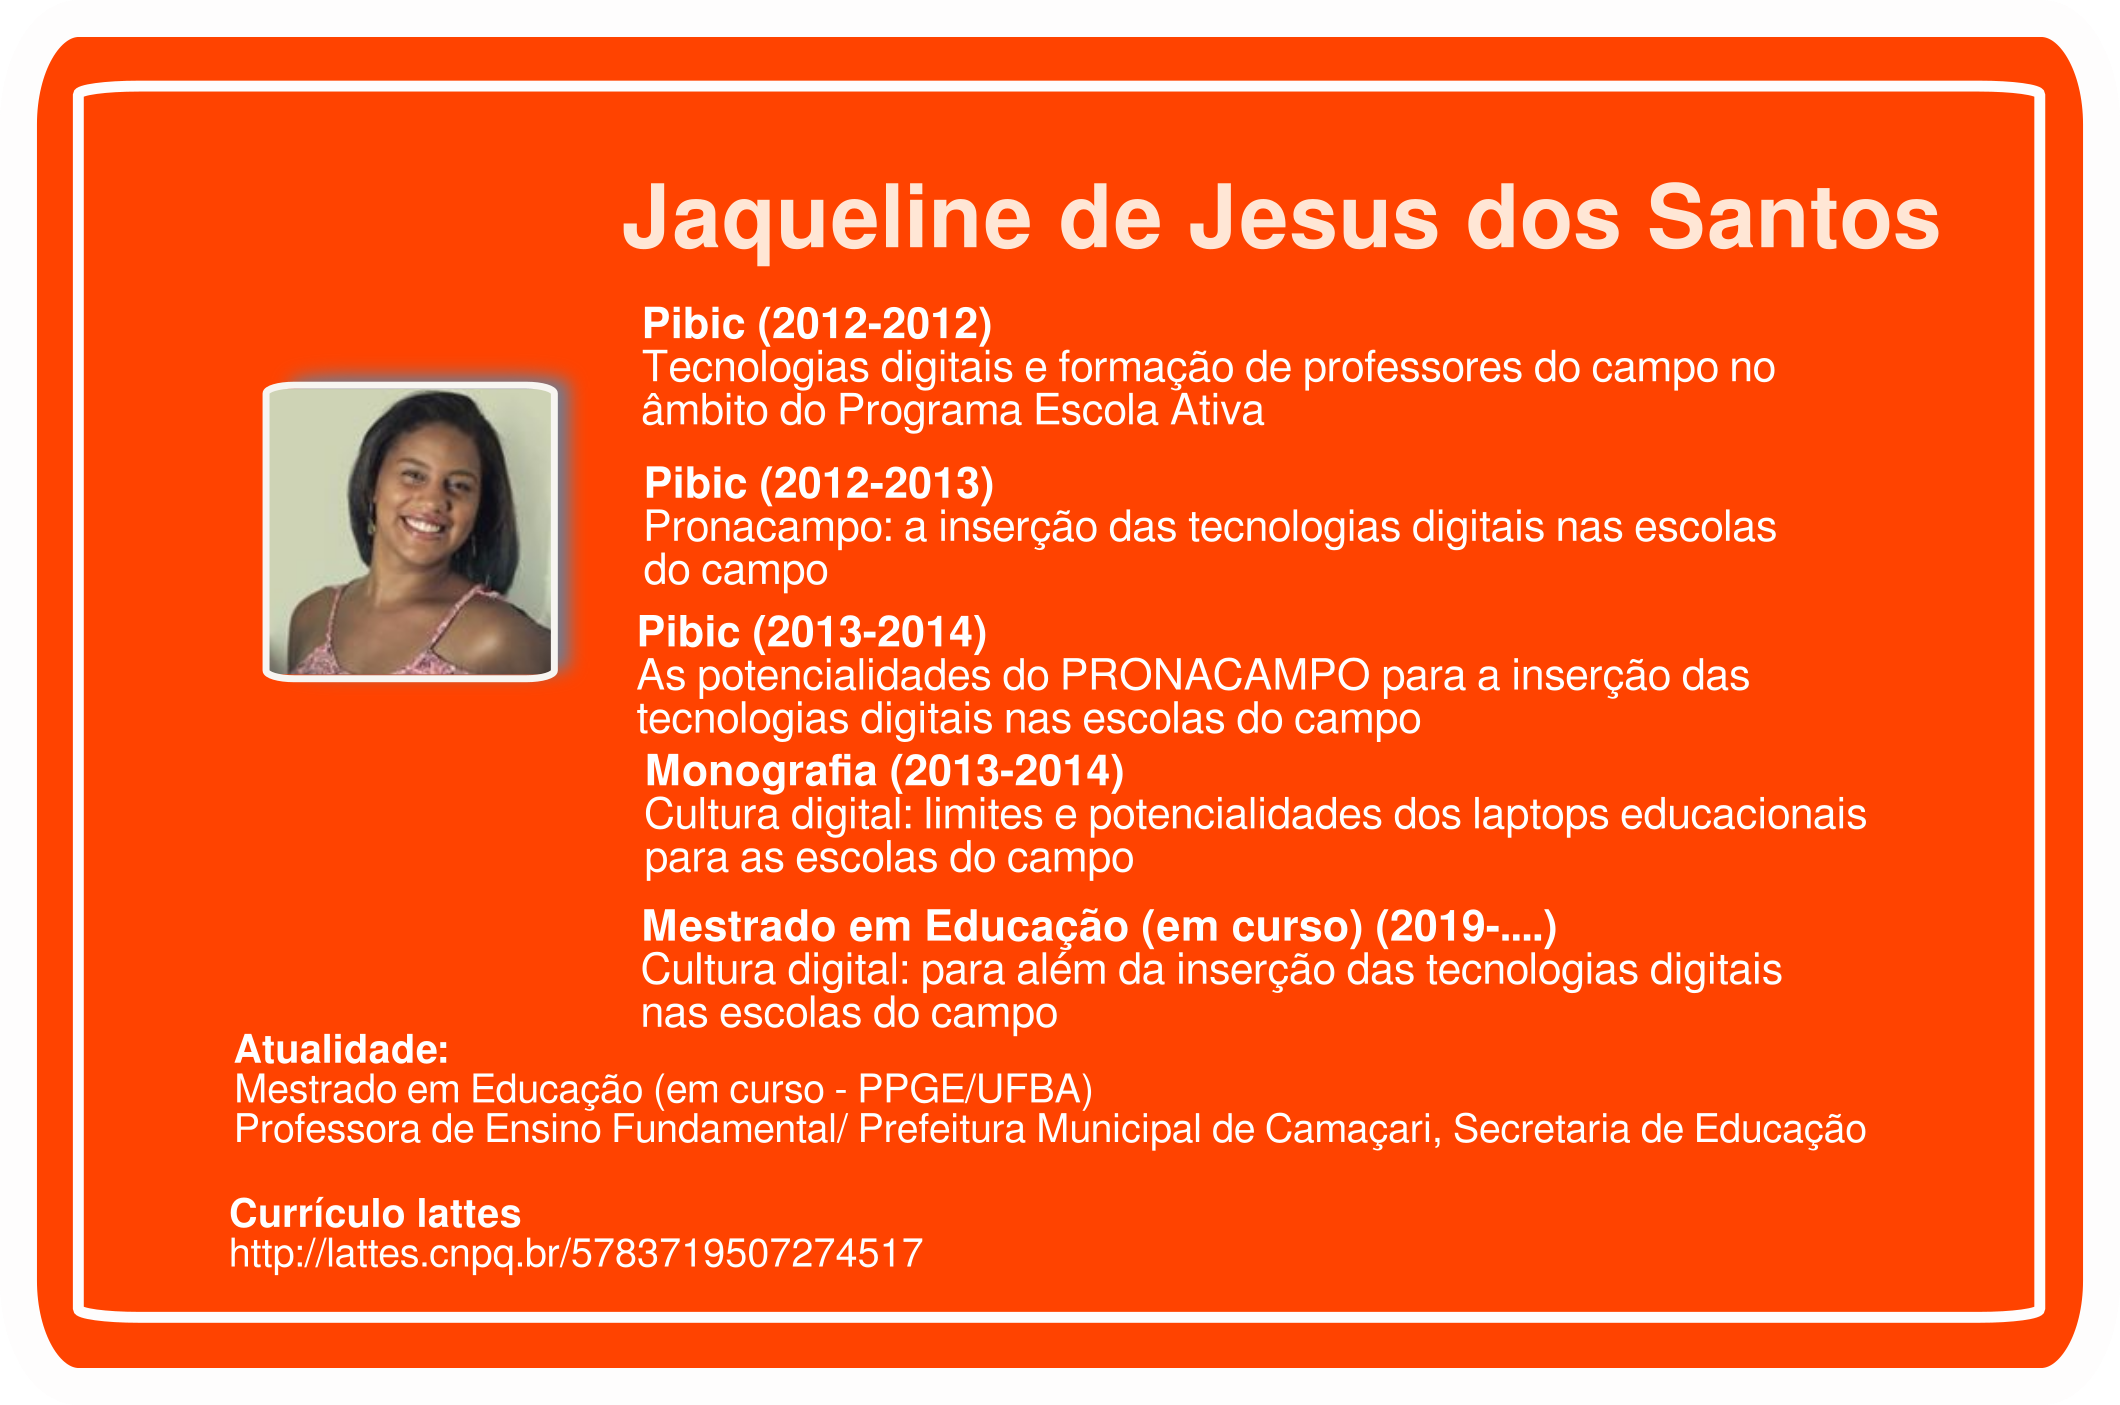 Jaqueline de Jesus dos Santos
Pibic (2012-2012)
Tecnologias digitais e formação de professores do campo no
âmbito do Programa Escola Ativa
Pibic (2012-2013)
Pronacampo: a inserção das tecnologias digitais nas escolas
do campo
Pibic (2013-2014)
As potencialidades do PRONACAMPO para a inserção das
tecnologias digitais nas escolas do campo
Monografia (2013-2014)
Cultura digital: limites e potencialidades dos laptops educacionais
para as escolas do campo
Mestrado em Educação (em curso) (2019-....)
Cultura digital: para além da inserção das tecnologias digitais
nas escolas do campo
Atualidade:
Mestrado em Educação (em curso - PPGE/UFBA)
Professora de Ensino Fundamental/ Prefeitura Municipal de Camaçari, Secretaria de Educação
Currículo lattes
http://lattes.cnpq.br/5783719507274517